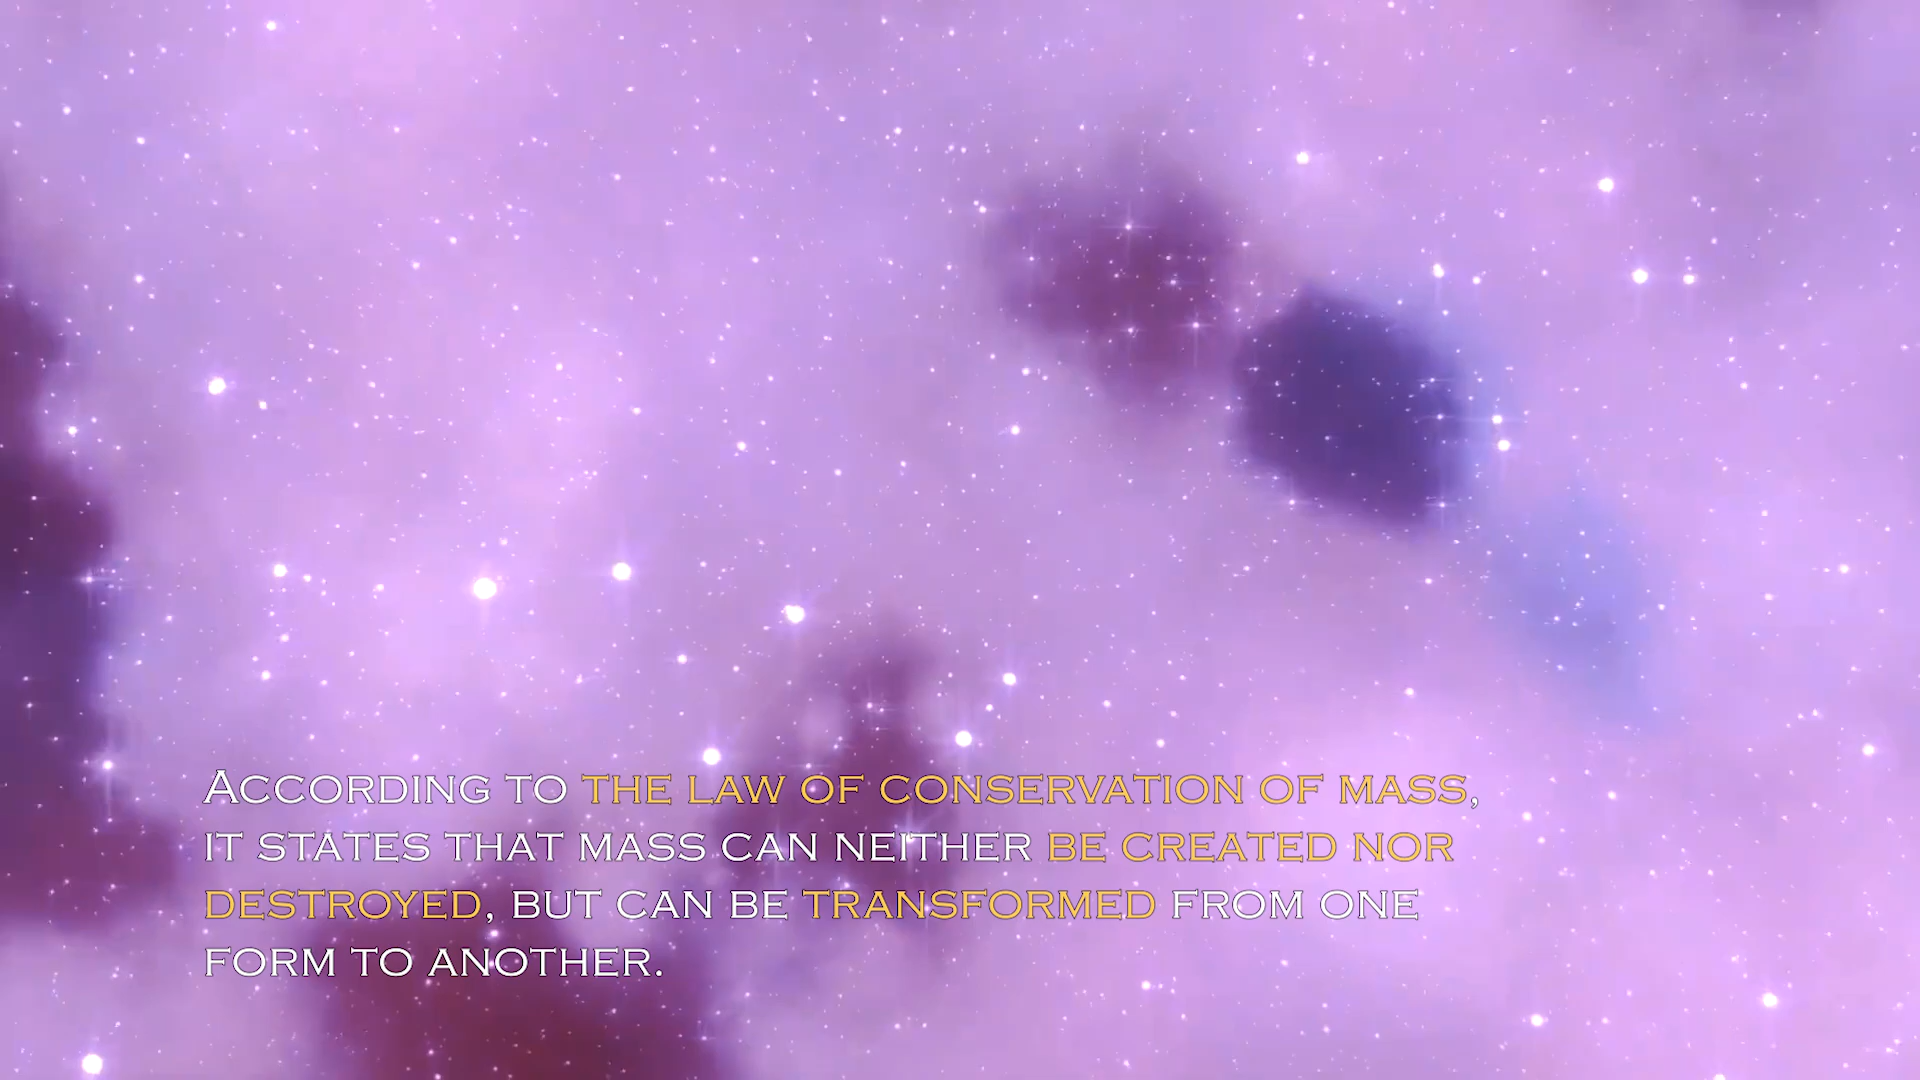 According to the law of conservation of mass,
it states that mass can neither be created nor
destroyed, but can be transformed from one
form to another.